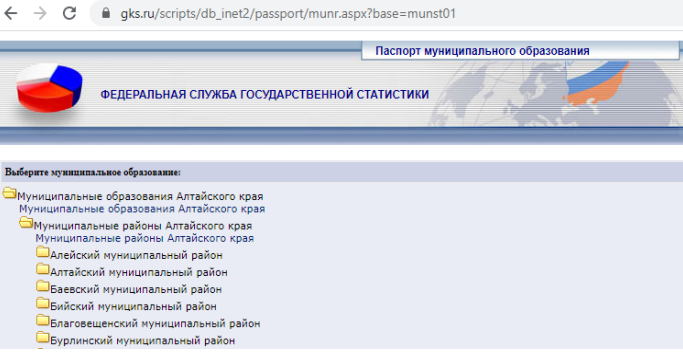 gks.ru/scripts/db_inet2/passport/munr.aspx?base=munst01
Паспорт муниципального образования
ФЕДЕРАЛЬНАЯ СЛУЖБА ГОСУДАРСТВЕННОЙ СТАТИСТИКИ
Выберите муниципальное образование:
Муниципальные образования Алтайского края
Муниципальные образования Алтайского края
Муниципальные районы Алтайского края
Муниципальные районы Алтайского края
Алейский муниципальный район
Алтайский муниципальный район
Баевский муниципальный район
Бийский муниципальный район
Благовещенский муниципальный район
Бурлинский муниципальный район